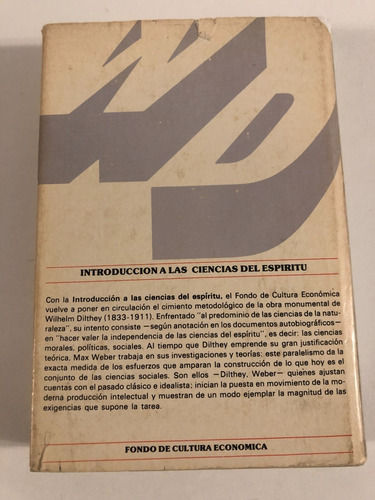 WD
INTRODUCCION A LAS CIENCIAS DEL ESPIRITU
Con la Introducción a las ciencias del espíritu, el Fondo de Cultura Económica
vuelve a poner en circulación el cimiento metodológico de la obra monumental de
Wilhelm Dilthey (1833-1911). Enfrentado "al predominio de las ciencias de la natu-
raleza", su intento consiste —según anotación en los documentos autobiográficos—
en "hacer valer la independencia de las ciencias del espíritu", es decir: las ciencias
morales, políticas, sociales. Al tiempo que Dilthey emprende su gran justificación
teórica, Max Weber trabaja en sus investigaciones y teorías: este paralelismo da la
exacta medida de los esfuerzos que amparan la construcción de lo que hoy es el
conjunto de las ciencias sociales. Son ellos —Dilthey, Weber— quienes ajustan
cuentas con el pasado clásico e idealista; inician la puesta en movimiento de la mo-
derna producción intelectual y muestran de un modo ejemplar la magnitud de las
exigencias que supone la tarea.
FONDO DE CULTURA ECONOMICA